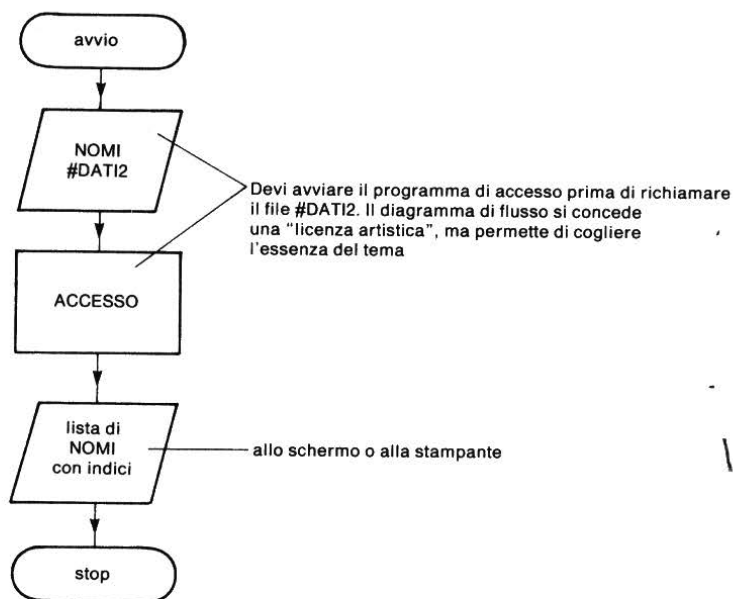 avvio
NOMI
#DATI2
Devi avviare il programma di accesso prima di richiamare
il file #DATI2. Il diagramma di flusso si concede
una “licenza artistica”, ma permette di cogliere
l'essenza del tema
ACCESSO
lista di
NOMI
con indici
allo schermo o alla stampante
stop